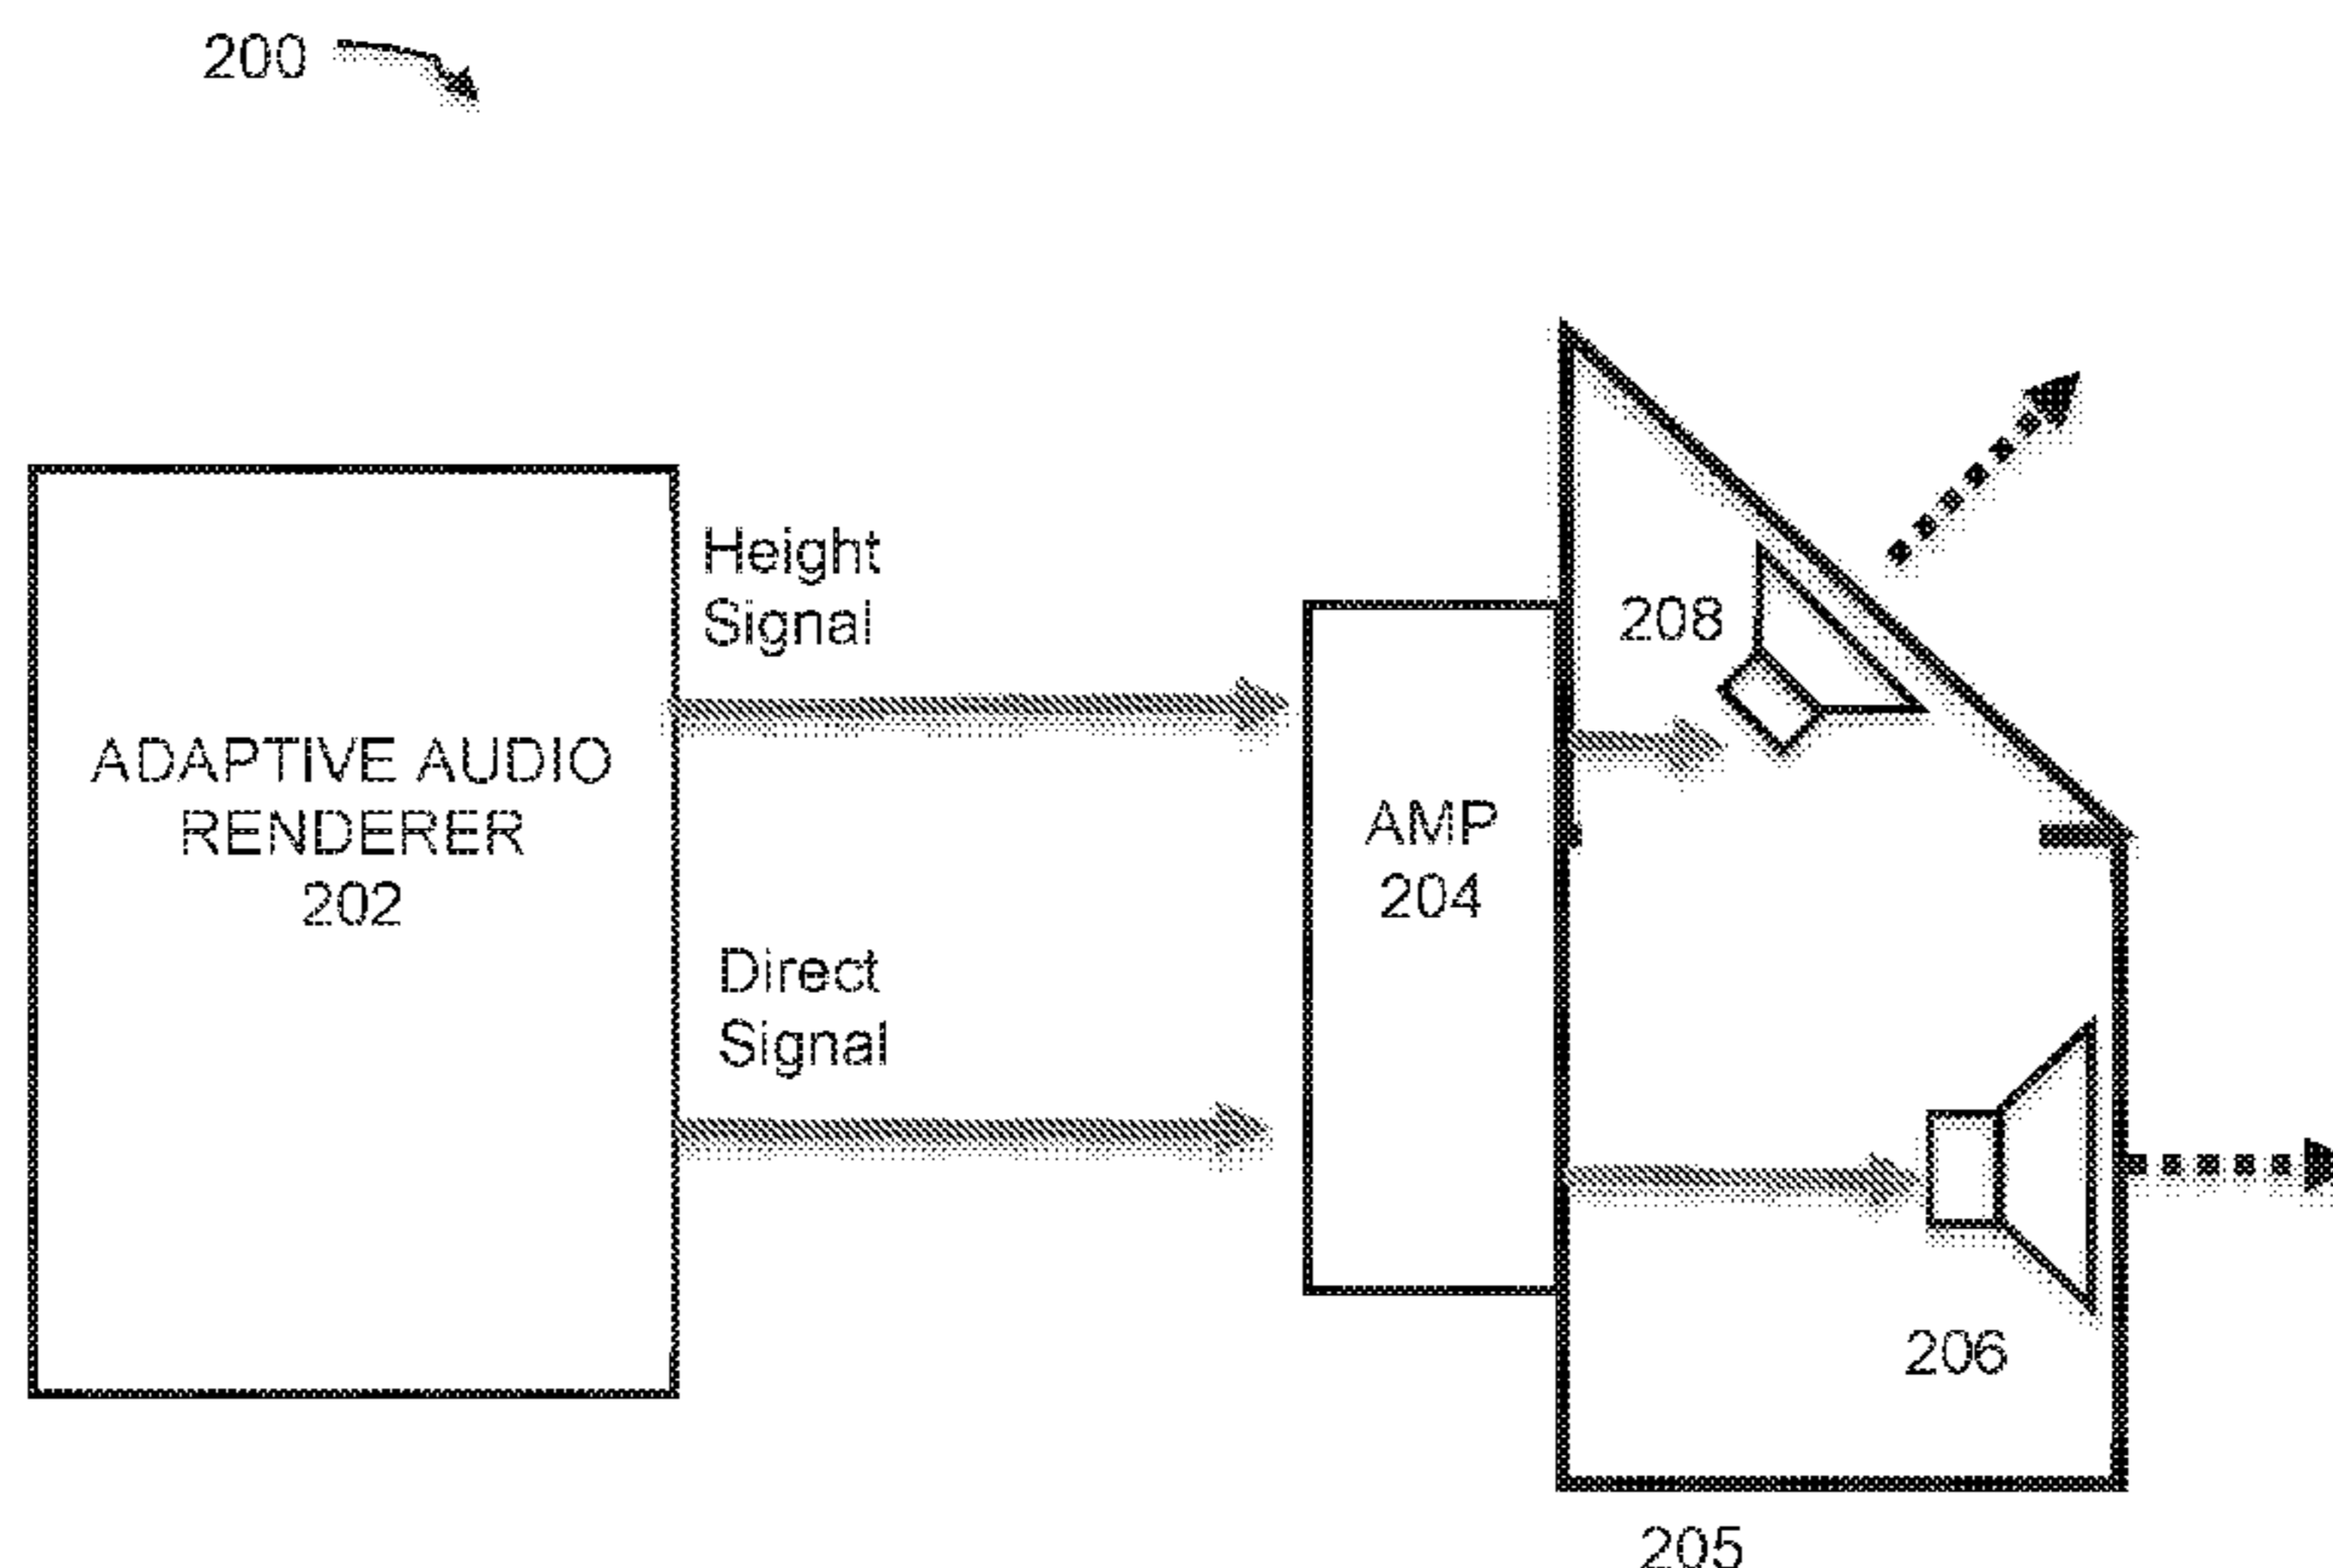 200
Height
Signal
208
ADAPTIVE AUDIO
RENDERER
202
AMP
204
Direct
Signal
206
205